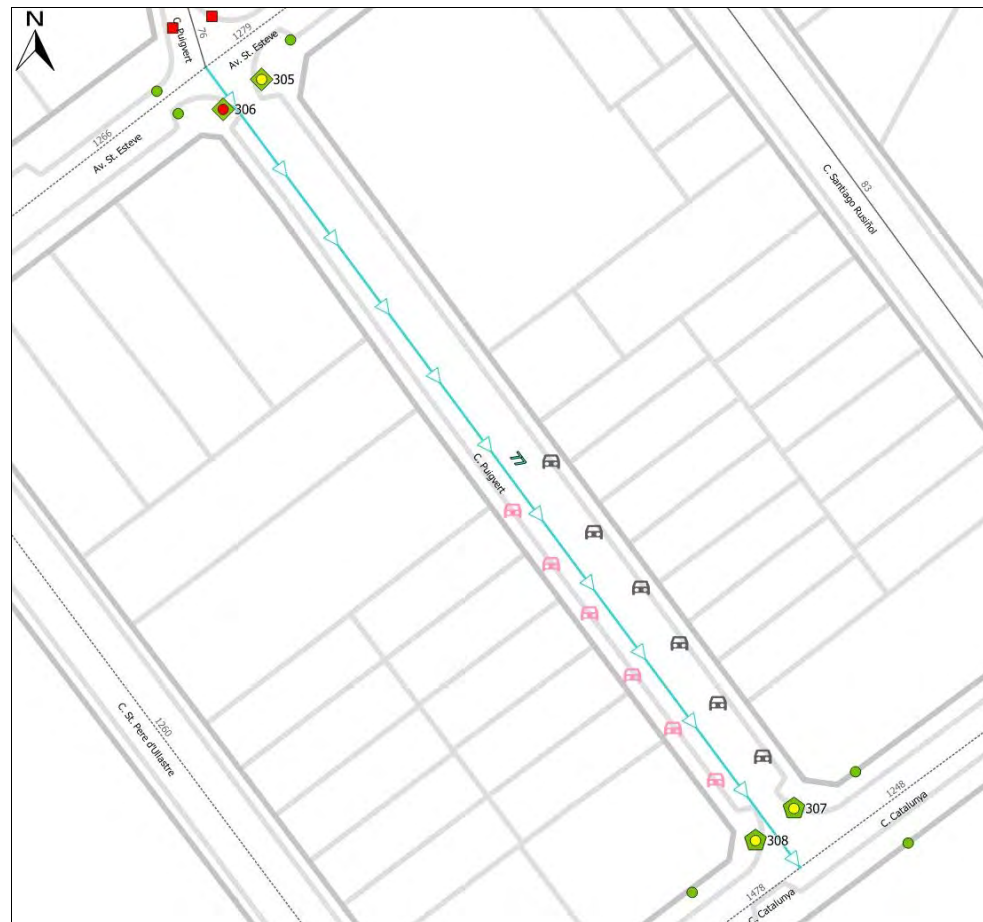 N
C. Puigvert
76
1279
Av. St. Esteve
305
306
1266
Av. St. Esteve
83
C. Santiago Rusiñol
77
C. Puigvert
1260
C. St. Pere d'Ullastre
307
1248
C. Catalunya
308
1478
C. Catalunya